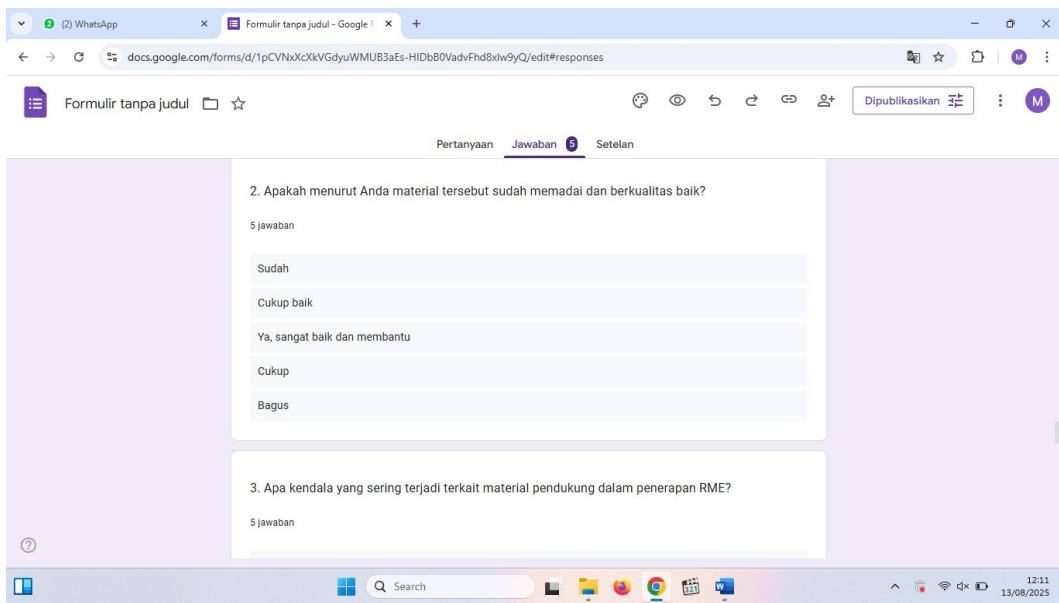 (2) WhatsApp
Formulir tanpa judul - Google F
docs.google.com/forms/d/1pCVNxXcXkVGdyuWMUB3aEs-HIDbB0VadvFhd8xlw9yQ/edit#responses
M
Formulir tanpa judul
Dipublikasikan
M
Pertanyaan Jawaban 5 Setelan
2. Apakah menurut Anda material tersebut sudah memadai dan berkualitas baik?
5 jawaban
Sudah
Cukup baik
Ya, sangat baik dan membantu
Cukup
Bagus
3. Apa kendala yang sering terjadi terkait material pendukung dalam penerapan RME?
5 jawaban
Search
12:11
13/08/2025